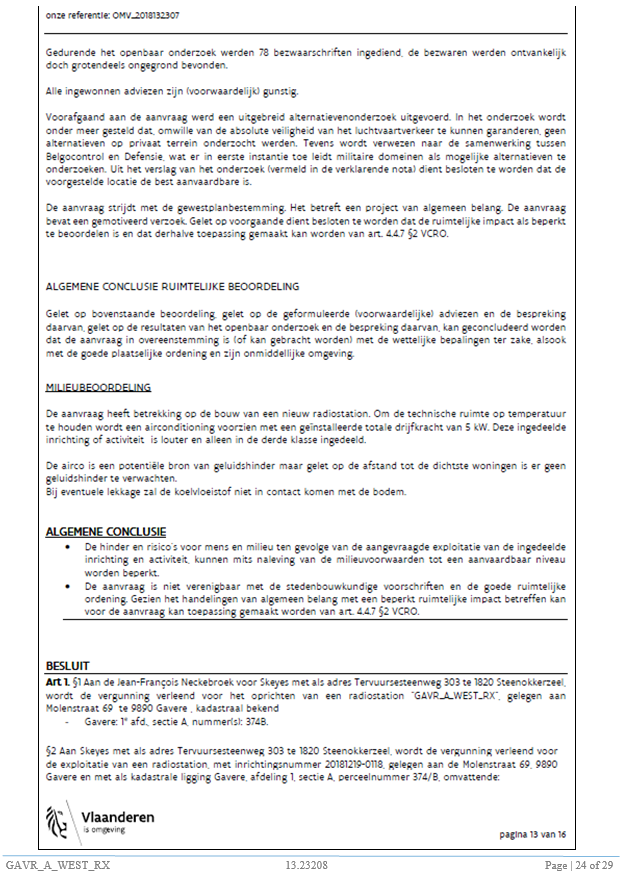 onze referentie: OMV_2018132307
Gedurende het openbaar onderzoek werden 78 bezwaarschriften ingediend, de bezwaren werden ontvankelijk
doch grotendeels ongegrond bevonden.
Alle ingewonnen adviezen zijn (voorwaardelijk) gunstig.
Voorafgaand aan de aanvraag werd een uitgebreid alternatievenonderzoek uitgevoerd. In het onderzoek wordt
onder meer gesteld dat, omwille van de absolute veiligheid van het luchtvaartverkeer te kunnen garanderen, geen
alternatieven op privaat terrein onderzocht werden. Tevens wordt verwezen naar de samenwerking tussen
Belgocontrol en Defensie, wat er in eerste instantie toe leidt militaire domeinen als mogelijke alternatieven te
onderzoeken. Uit het verslag van het onderzoek (vermeld in de verklarende nota) dient besloten te worden dat de
voorgestelde locatie de best aanvaardbare is.
De aanvraag strijdt met de gewestplanbestemming. Het betreft een project van algemeen belang. De aanvraag
bevat een gemotiveerd verzoek. Gelet op voorgaande dient besloten te worden dat de ruimtelijke impact als beperkt
te beoordelen is en dat derhalve toepassing gemaakt kan worden van art. 4.4.7 §2 VCRO.
ALGEMENE CONCLUSIE RUIMTELIJKE BEOORDELING
Gelet op bovenstaande beoordeling, gelet op de geformuleerde (voorwaardelijke) adviezen en de bespreking
daarvan, gelet op de resultaten van het openbaar onderzoek en de bespreking daarvan, kan geconcludeerd worden
dat de aanvraag in overeenstemming is (of kan gebracht worden) met de wettelijke bepalingen ter zake, alsook
met de goede plaatselijke ordening en zijn onmiddellijke omgeving.
MILIEUBEOORDELING
De aanvraag heeft betrekking op de bouw van een nieuw radiostation. Om de technische ruimte op temperatuur
te houden wordt een airconditioning voorzien met een geïnstalleerde totale drijfkracht van 5 kW. Deze ingedeelde
inrichting of activiteit is louter en alleen in de derde klasse ingedeeld.
De airco is een potentiële bron van geluidshinder maar gelet op de afstand tot de dichtste woningen is er geen
geluidshinder te verwachten.
Bij eventuele lekkage zal de koelvloeistof niet in contact komen met de bodem.
ALGEMENE CONCLUSIE
• De hinder en risico's voor mens en milieu ten gevolge van de aangevraagde exploitatie van de ingedeelde
inrichting en activiteit, kunnen mits naleving van de milieuvoorwaarden tot een aanvaardbaar niveau
worden beperkt.
• De aanvraag is niet verenigbaar met de stedenbouwkundige voorschriften en de goede ruimtelijke
ordening. Gezien het handelingen van algemeen belang met een beperkt ruimtelijke impact betreffen kan
voor de aanvraag kan toepassing gemaakt worden van art. 4.4.7 §2 VCRO.
BESLUIT
Art 1. §1 Aan de Jean-François Neckebroek voor Skeyes met als adres Tervuursesteenweg 303 te 1820 Steenokkerzeel,
wordt de vergunning verleend voor het oprichten van een radiostation "GAVR_A_WEST_RX", gelegen aan
Molenstraat 69 te 9890 Gavere , kadastraal bekend
- Gavere: 1e afd., sectie A, nummer(s): 374B.
§2 Aan Skeyes met als adres Tervuursesteenweg 303 te 1820 Steenokkerzeel, wordt de vergunning verleend voor
de exploitatie van een radiostation, met inrichtingsnummer 20181219-0118, gelegen aan de Molenstraat 69, 9890
Gavere en met als kadastrale ligging Gavere, afdeling 1, sectie A, perceelnummer 374/B, omvattende:
Vlaanderen
is omgeving
pagina 13 van 16
GAVR_A_WEST_RX 13.23208 Page | 24 of 29